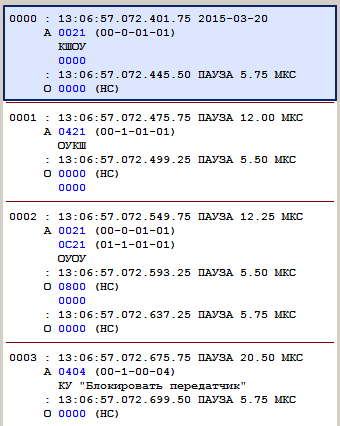 0000 : 13:06:57.072.401.75 2015-03-20
А 0021 (00-0-01-01)
КШОУ
0000
: 13:06:57.072.445.50 ПАУЗА 5.75 МКС
О 0000 (НС)
0001 : 13:06:57.072.475.75 ПАУЗА 12.00 МКС
А 0421 (00-1-01-01)
ОУКШ
: 13:06:57.072.499.25 ПАУЗА 5.50 МКС
О 0000 (НС)
0000
0002 : 13:06:57.072.549.75 ПАУЗА 12.25 МКС
А 0021 (00-0-01-01)
0C21 (01-1-01-01)
ОУОУ
: 13:06:57.072.593.25 ПАУЗА 5.50 МКС
О 0800 (НС)
0000
: 13:06:57.072.637.25 ПАУЗА 5.75 МКС
О 0000 (НС)
0003 : 13:06:57.072.675.75 ПАУЗА 20.50 МКС
А 0404 (00-1-00-04)
КУ "Блокировать передатчик"
: 13:06:57.072.699.50 ПАУЗА 5.75 МКС
О 0000 (НС)